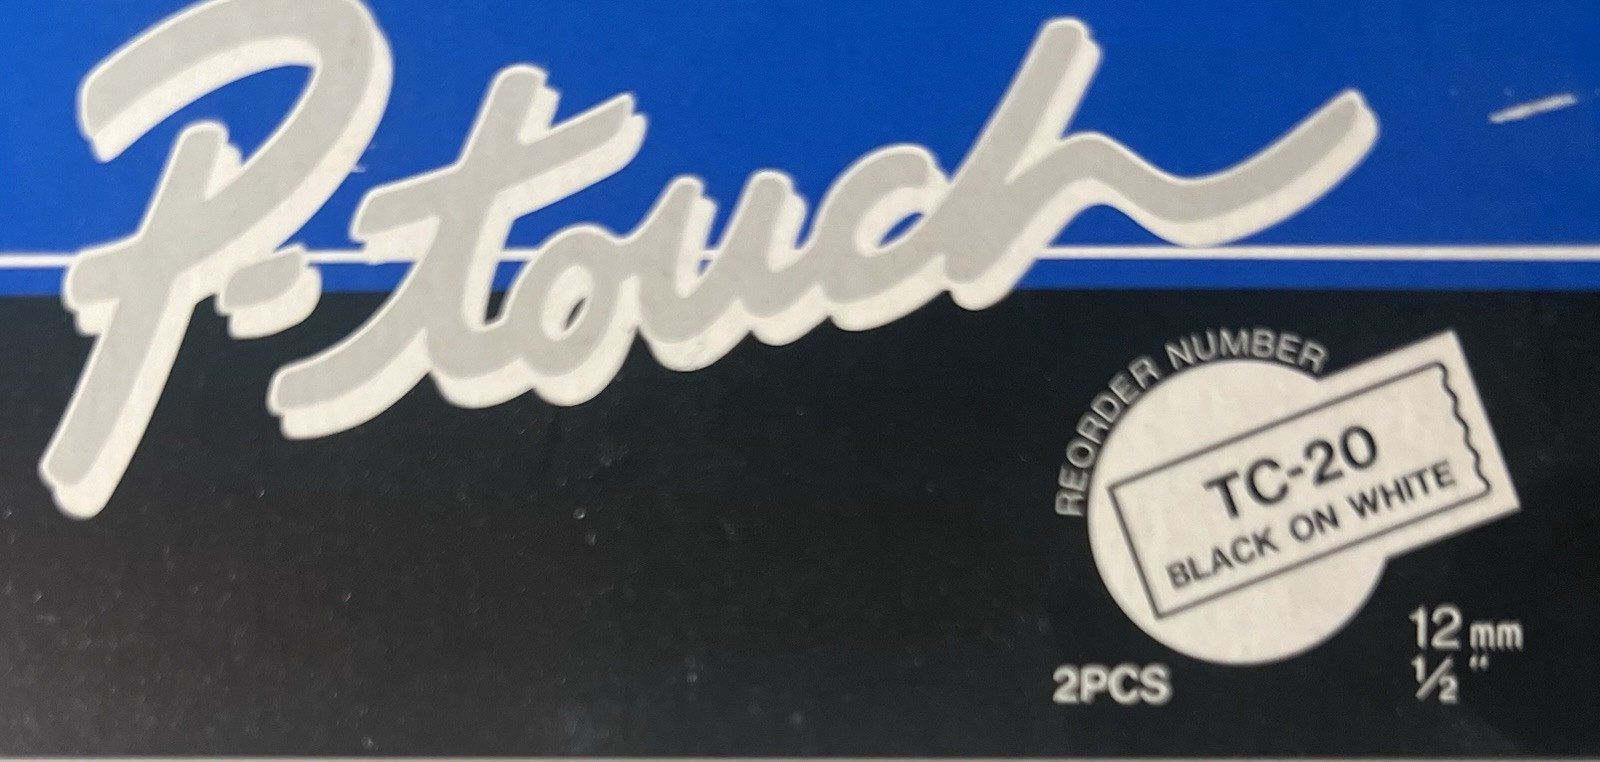 P-touch
REORDER NUMBER
TC-20
BLACK ON WHITE
12 mm
1/2"
2PCS